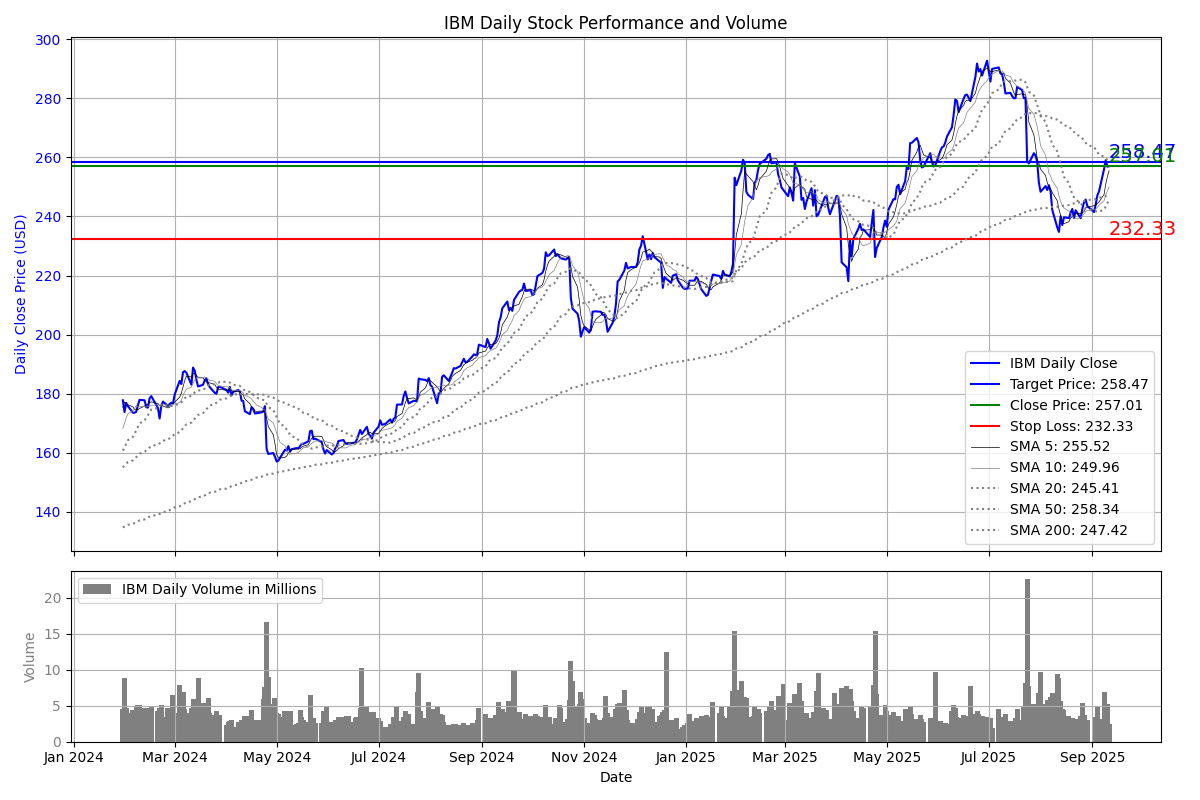 IBM Daily Stock Performance and Volume
Daily Close Price (USD)
300
280
260
240
220
200
180
160
140
258.47
257.01
232.33
IBM Daily Close
Target Price: 258.47
Close Price: 257.01
Stop Loss: 232.33
SMA 5: 255.52
SMA 10: 249.96
SMA 20: 245.41
SMA 50: 258.34
SMA 200: 247.42
IBM Daily Volume in Millions
Volume
20
15
10
5
0
Jan 2024 Mar 2024 May 2024 Jul 2024 Sep 2024 Nov 2024 Jan 2025 Mar 2025 May 2025 Jul 2025 Sep 2025
Date